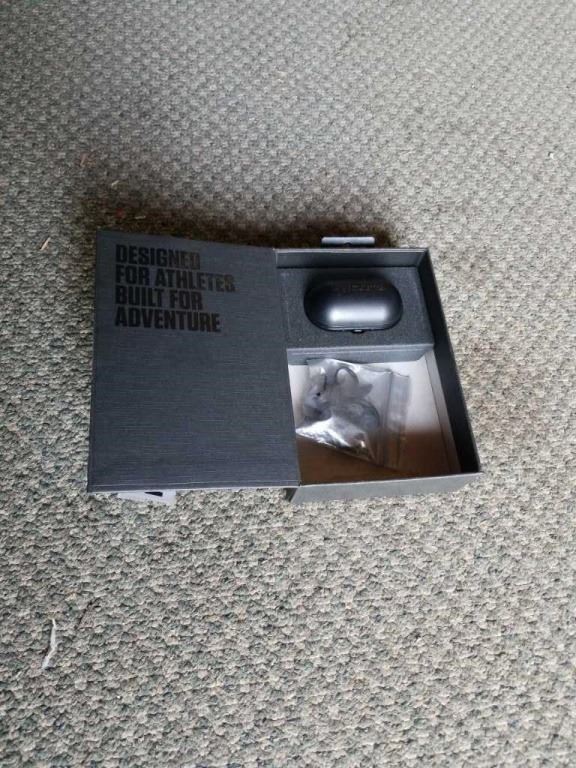 DESIGNED
FOR ATHLETES.
BUILT FOR
ADVENTURE